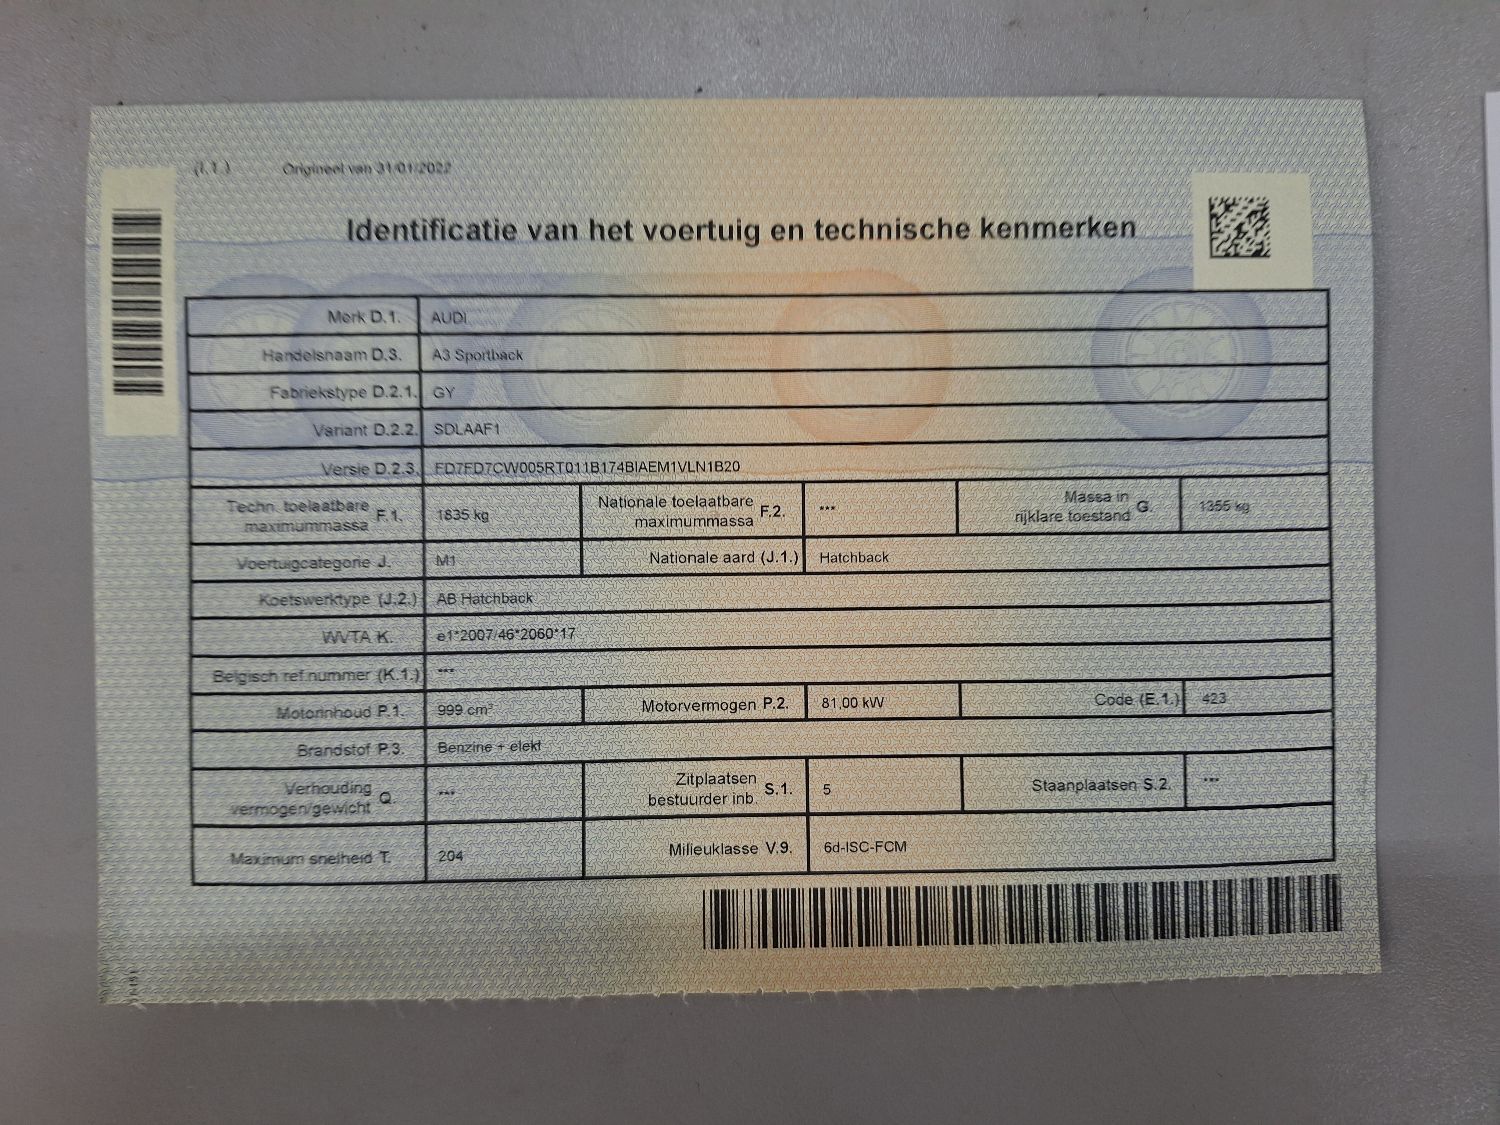 (I.1.) Origineel van 31/01/2022
Identificatie van het voertuig en technische kenmerken
Merk D.1. AUDI
Handelsnaam D.3. A3 Sportback
Fabriekstype D.2.1. GY
Variant D.2.2. SDLAAF1
Versie D.2.3. FD7FD7CW005RT011B174BIAEM1VLN1B20
Techn. toelaatbare maximummassa F.1. 1835 kg Nationale toelaatbare maximummassa F.2. *** Massa in rijklare toestand G. 1355 kg
Voertuigcategorie J. M1 Nationale aard (J.1.) Hatchback
Koetswerktype (J.2.) AB Hatchback
WVTA K. e1*2007/46*2060*17
Belgisch ref.nummer (K.1.) ***
Motorinhoud P.1. 999 cm³ Motorvermogen P.2. 81,00 kW Code (E.1.) 423
Brandstof P.3. Benzine + elekt
Verhouding vermogen/gewicht Q. *** Zitplaatsen bestuurder inb. S.1. 5 Staanplaatsen S.2. ***
Maximum snelheid T. 204 Milieuklasse V.9. 6d-ISC-FCM